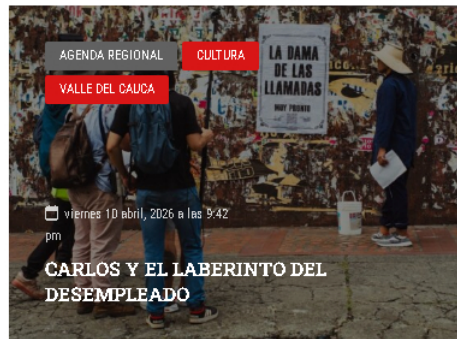 AGENDA REGIONAL
CULTURA
VALLE DEL CAUCA
LA DAMA
DE LAS
LLAMADAS
MUY PRONTO
viernes 10 abril, 2026 a las 9:42
pm
CARLOS Y EL LABERINTO DEL
DESEMPLEADO